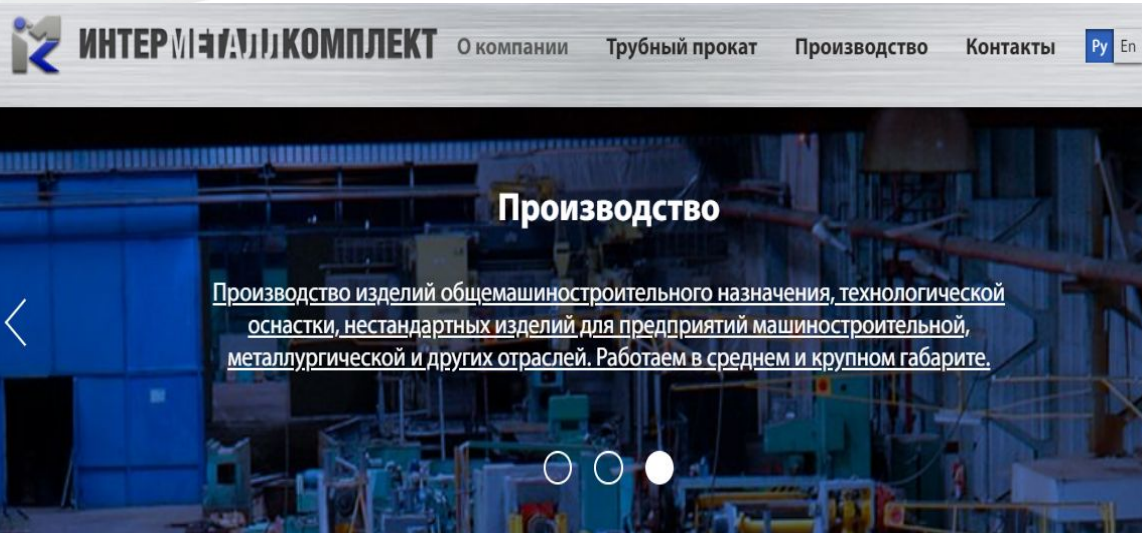 ИНТЕРМЕТАЛЛКОМПЛЕКТ
О компании
Трубный прокат
Производство
Контакты
Ру
En
Производство
Производство изделий общемашиностроительного назначения, технологической
оснастки, нестандартных изделий для предприятий машиностроительной,
металлургической и других отраслей. Работаем в среднем и крупном габарите.